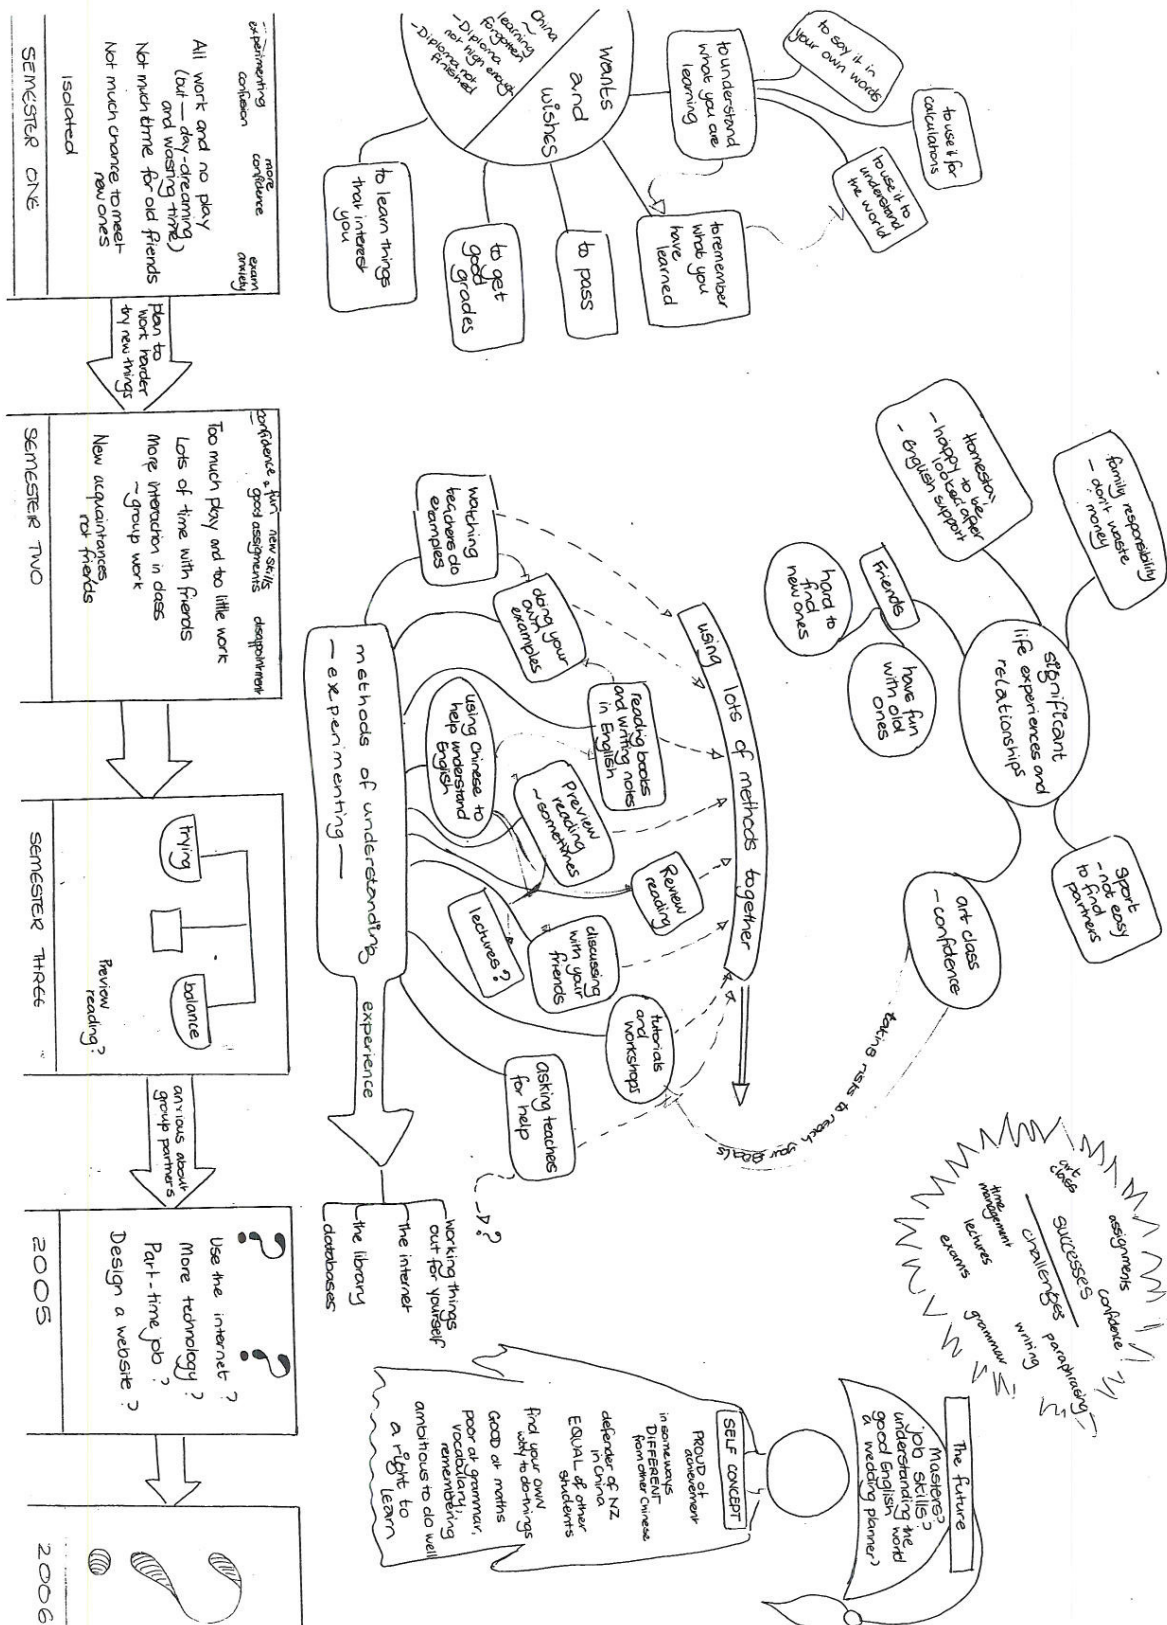 to say it in
your own words
to use it for
calculations
to use it to
understand
the world
to understand
what you are
learning
to remember
what you
have
learned
China
~
learning
forgotten
- Diploma
not high enough
- Diploma not
finished
wants
and
wishes
to pass
to get
good
grades
to learn things
that interest
you
family responsibility
- don't waste
money
Homestay
- happy to be
looked after
- english support
significant
life experiences and
relationships
Friends
hard to
find
new ones
have fun
with old
ones
sport
- not easy
to find
partners
art class
- confidence
taking risks to reach your goals
using lots of methods together
watching
teachers do
examples
doing your
own
examples
reading books
and writing notes
in English
using Chinese to
help understand
English
Preview
reading
~ sometimes
Review
reading
lectures?
discussing
with your
friends
tutorials
and
workshops
asking teachers
for help
?
methods of understanding
— experimenting —
experience
working things
out for yourself
the internet
the library
databases
art
class
assignments
confidence
successes
challenges
time
management
lectures
exams
paraphrasing
writing
grammar
The future
Masters?
job skills?
understanding the world
good English
a wedding planner?
SELF CONCEPT
PROUD of
achievement
in some ways
DIFFERENT
from other Chinese
defender of NZ
in China
EQUAL of other
students
find your own
way to do things
GOOD at maths
poor at grammar,
vocabulary,
remembering
ambitious to do well
a right to
learn
experimenting
confusion
more
confidence
exam
anxiety
All work and no play
(but — day-dreaming
and wasting time)
Not much time for old friends
Not much chance to meet
new ones
Isolated
SEMESTER ONE
plan to
work harder
try new things
confidence & fun
new skills
good assignments
disappointment
Too much play and too little work
Lots of time with friends
More interaction in class
~ group work
New acquaintances
not friends
SEMESTER TWO
trying
balance
Preview
reading?
SEMESTER THREE
anxious about
group partners
? ?
Use the internet?
More technology?
Part-time job?
Design a website?
2005
?
2006